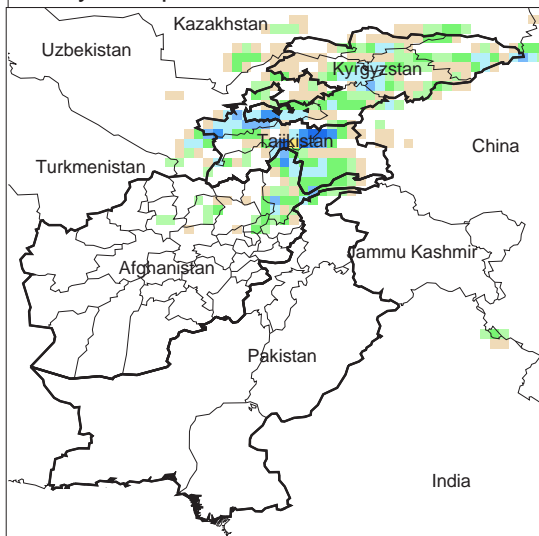 Kazakhstan
Uzbekistan
Kyrgyzstan
Tajikistan
China
Turkmenistan
Jammu Kashmir
Afghanistan
Pakistan
India